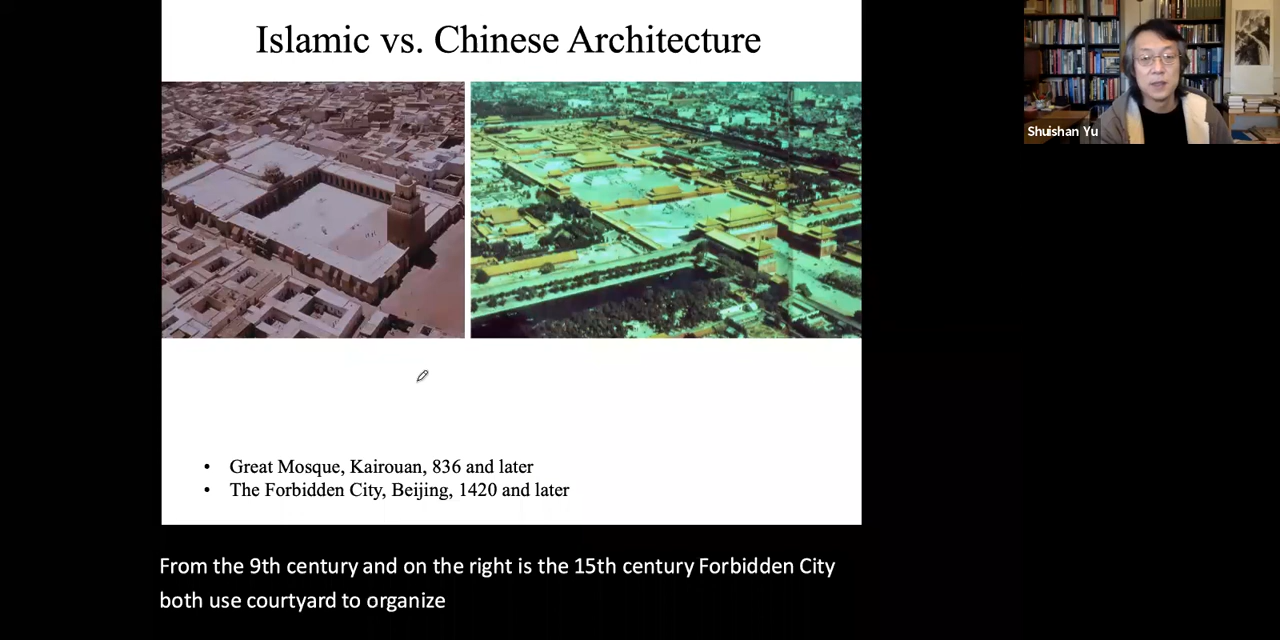 Islamic vs. Chinese Architecture
Shuishan Yu
• Great Mosque, Kairouan, 836 and later
• The Forbidden City, Beijing, 1420 and later
From the 9th century and on the right is the 15th century Forbidden City
both use courtyard to organize